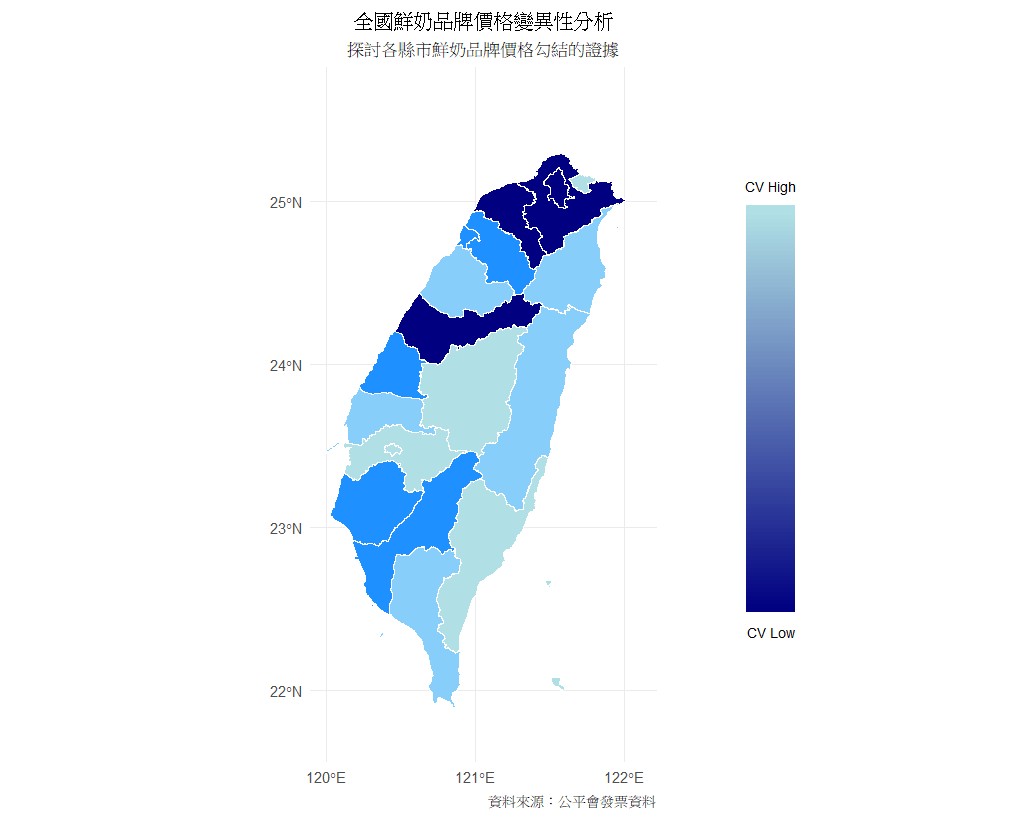 全國鮮奶品牌價格變異性分析
探討各縣市鮮奶品牌價格勾結的證據
CV High
25°N
24°N
23°N
CV Low
22°N
120°E
121°E
122°E
資料來源：公平會發票資料